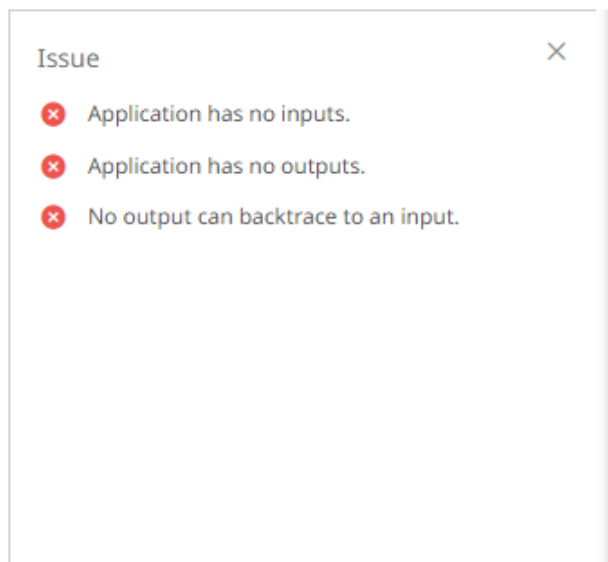 Issue
Application has no inputs.
Application has no outputs.
No output can backtrace to an input.